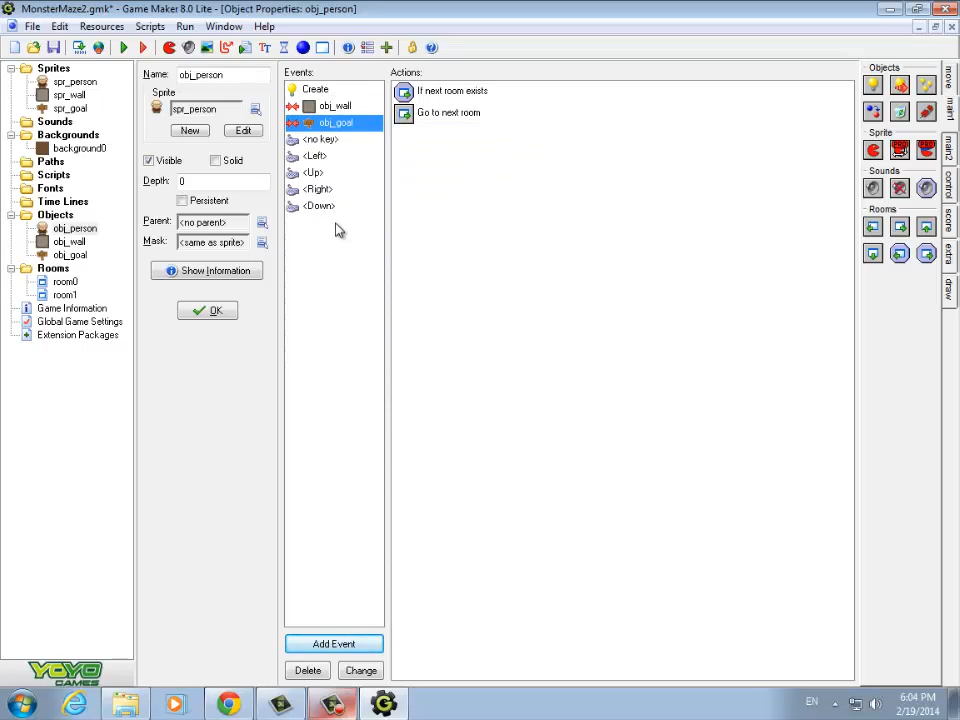 MonsterMaze2.gmk* - Game Maker 8.0 Lite - [Object Properties: obj_person]
File Edit Resources Scripts Run Window Help
Sprites
spr_person
spr_wall
spr_goal
Sounds
Backgrounds
background0
Paths
Scripts
Fonts
Time Lines
Objects
obj_person
obj_wall
obj_goal
Rooms
room0
room1
Game Information
Global Game Settings
Extension Packages
YOYO
GAMES
Name: obj_person
Sprite
spr_person
New Edit
Visible Solid
Depth: 0
Persistent
Parent: <no parent>
Mask: <same as sprite>
Show Information
OK
Events:
Create
obj_wall
obj_goal
<no key>
<Left>
<Up>
<Right>
<Down>
Add Event
Delete Change
Actions:
If next room exists
Go to next room
Objects
Sprite
PRO PRO
Sounds
Rooms
move
main1
main2
control
score
extra
draw
EN
6:04 PM
2/19/2014